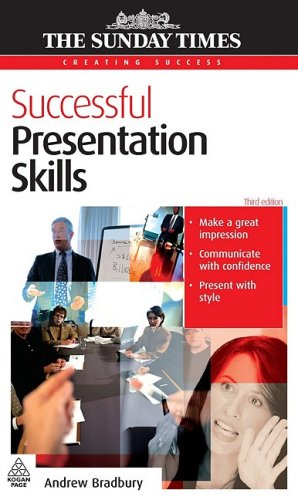 THE SUNDAY TIMES
CREATING SUCCESS
Successful
Presentation
Skills
Third edition
• Make a great
impression
• Communicate
with confidence
• Present with
style
KOGAN
PAGE
Andrew Bradbury